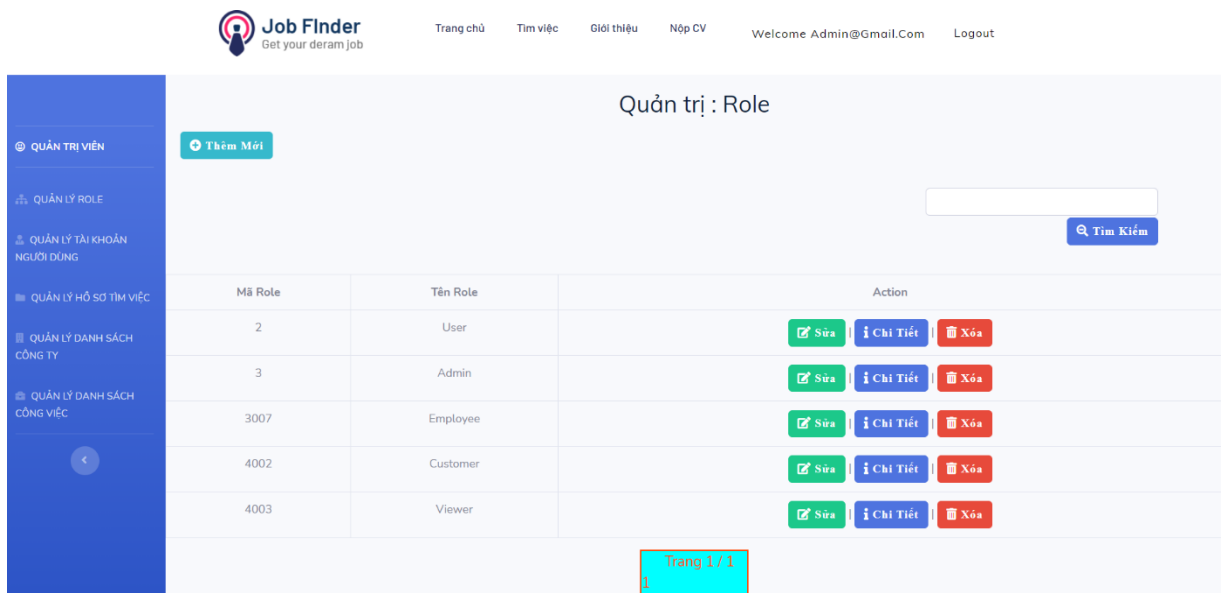 Job FInder
Get your deram job
Trang chủ
Tìm việc
Giới thiệu
Nộp CV
Welcome Admin@Gmail.Com
Logout
QUẢN TRỊ VIÊN
QUẢN LÝ ROLE
QUẢN LÝ TÀI KHOẢN
NGƯỜI DÙNG
QUẢN LÝ HỒ SƠ TÌM VIỆC
QUẢN LÝ DANH SÁCH
CÔNG TY
QUẢN LÝ DANH SÁCH
CÔNG VIỆC
Quản trị : Role
Thêm Mới
Tìm Kiếm
Mã Role Tên Role Action
2 User Sửa | Chi Tiết | Xóa
3 Admin Sửa | Chi Tiết | Xóa
3007 Employee Sửa | Chi Tiết | Xóa
4002 Customer Sửa | Chi Tiết | Xóa
4003 Viewer Sửa | Chi Tiết | Xóa
Trang 1 / 1
1